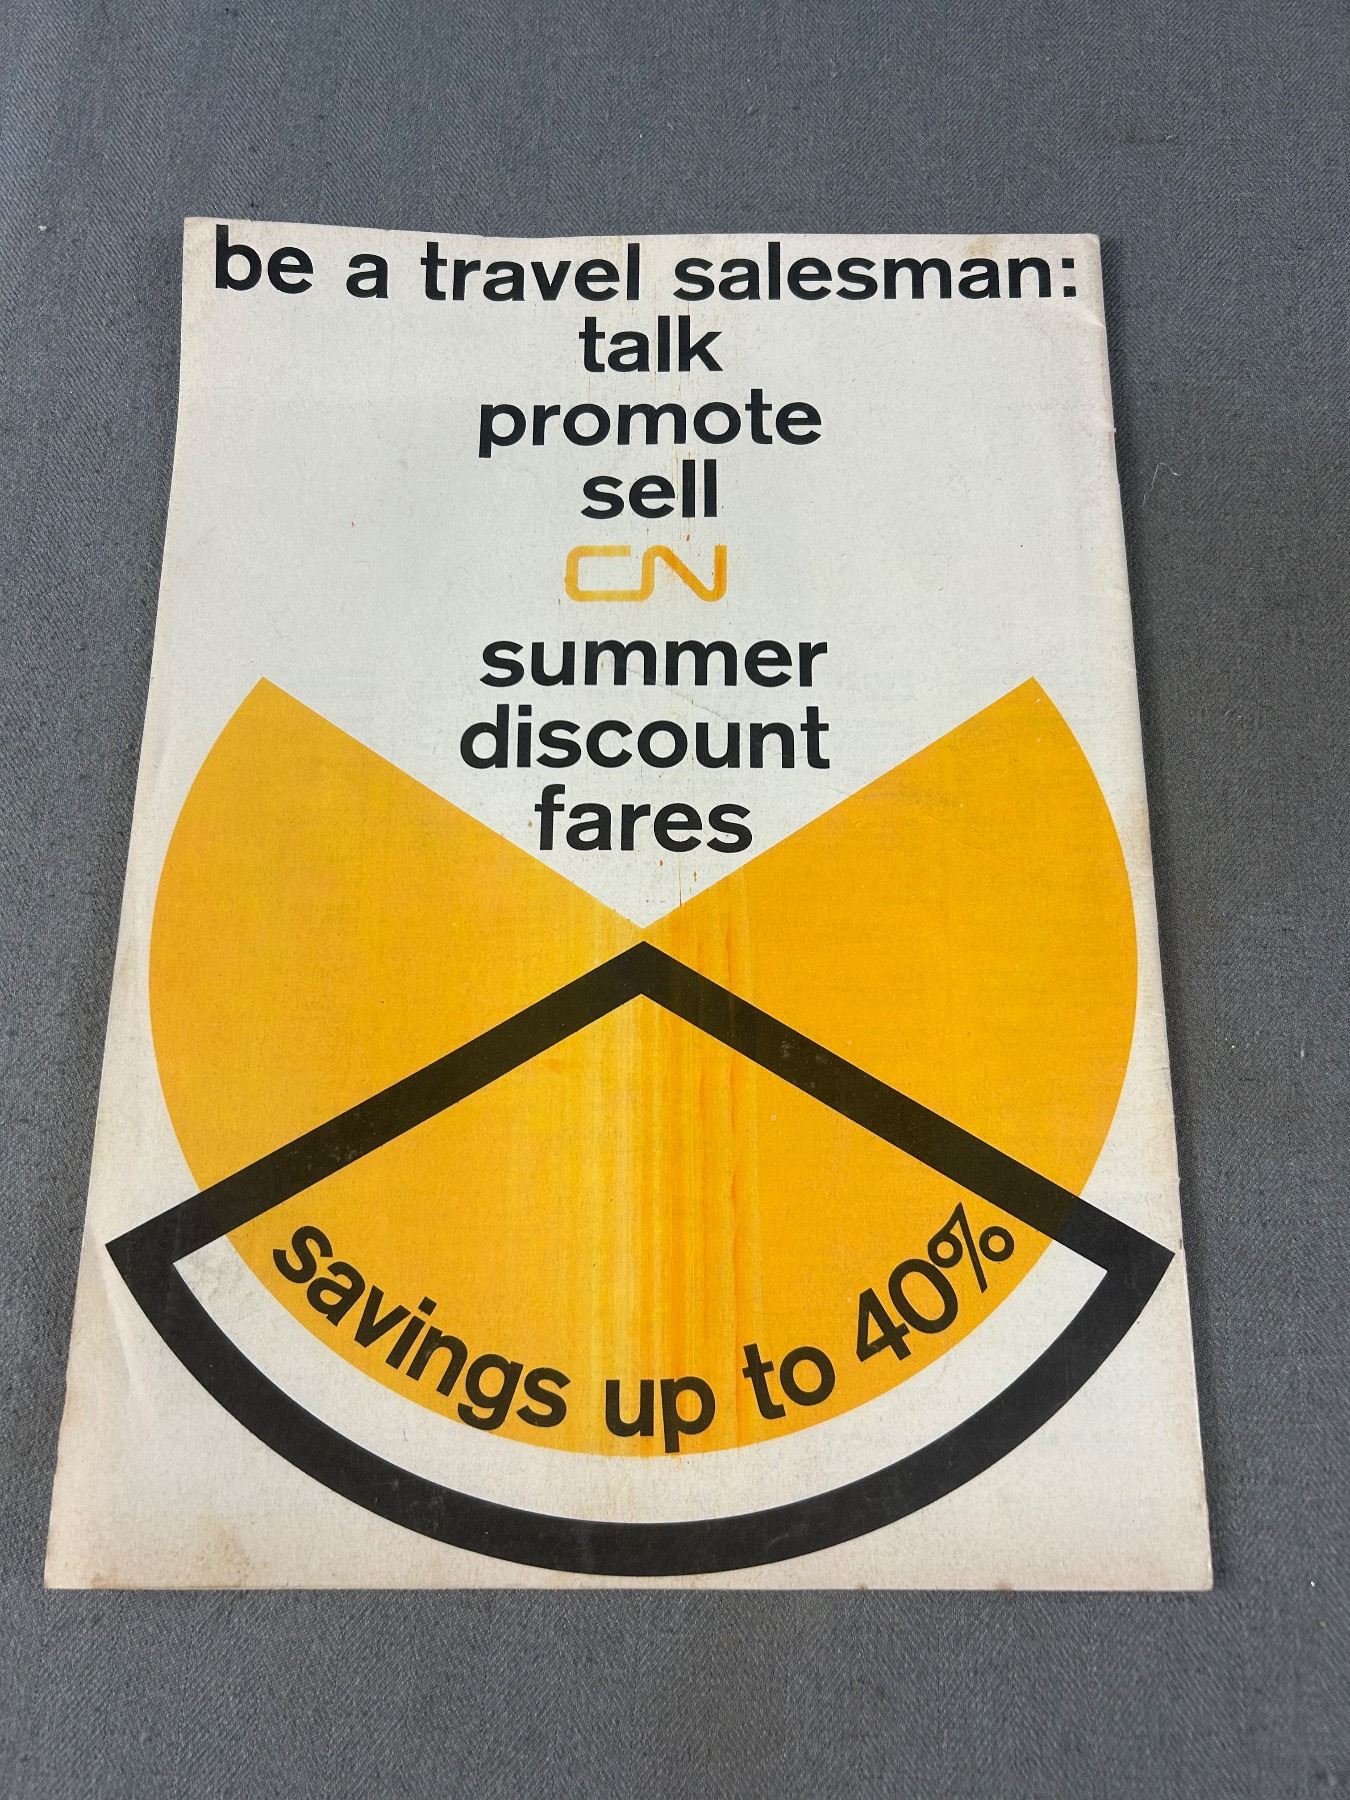 be a travel salesman:
talk
promote
sell
CN
summer
discount
fares
savings up to 40%